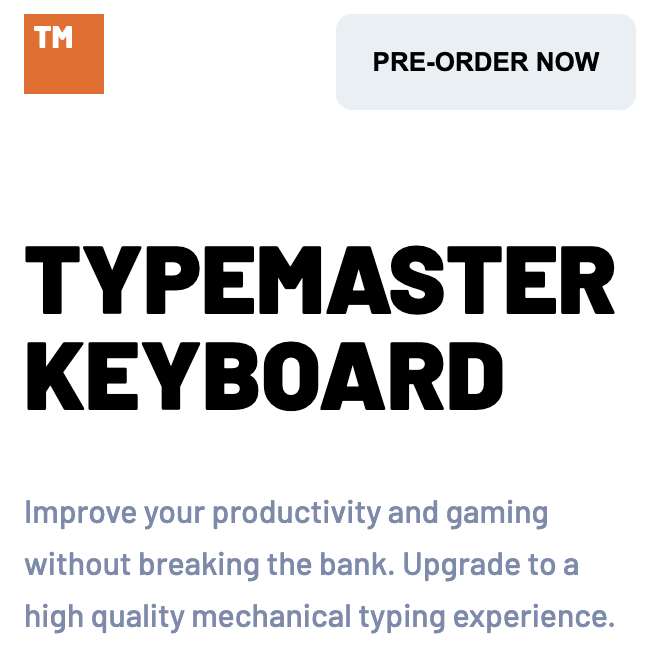 TM
PRE-ORDER NOW
TYPEMASTER
KEYBOARD
Improve your productivity and gaming
without breaking the bank. Upgrade to a
high quality mechanical typing experience.